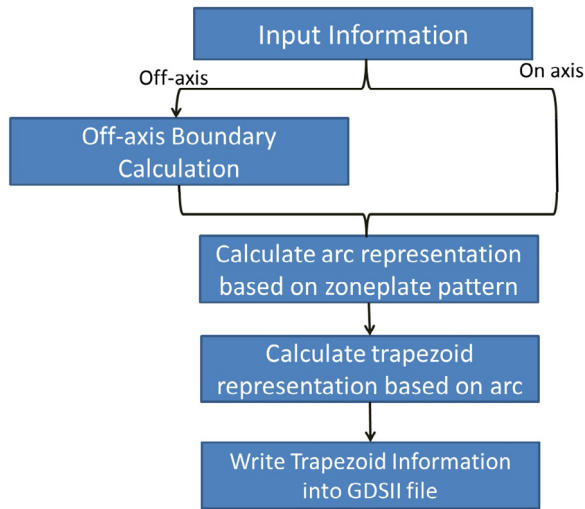 Input Information
Off-axis
On axis
Off-axis Boundary
Calculation
Calculate arc representation
based on zoneplate pattern
Calculate trapezoid
representation based on arc
Write Trapezoid Information
into GDSII file